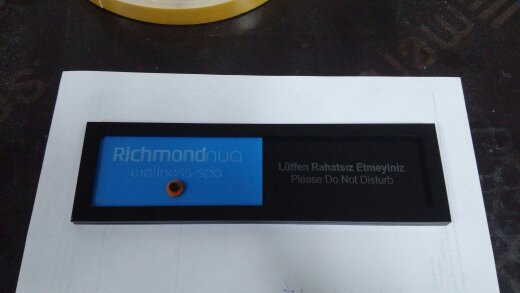 Richmondnua
wellness·spa
Lütfen Rahatsız Etmeyiniz
Please Do Not Disturb